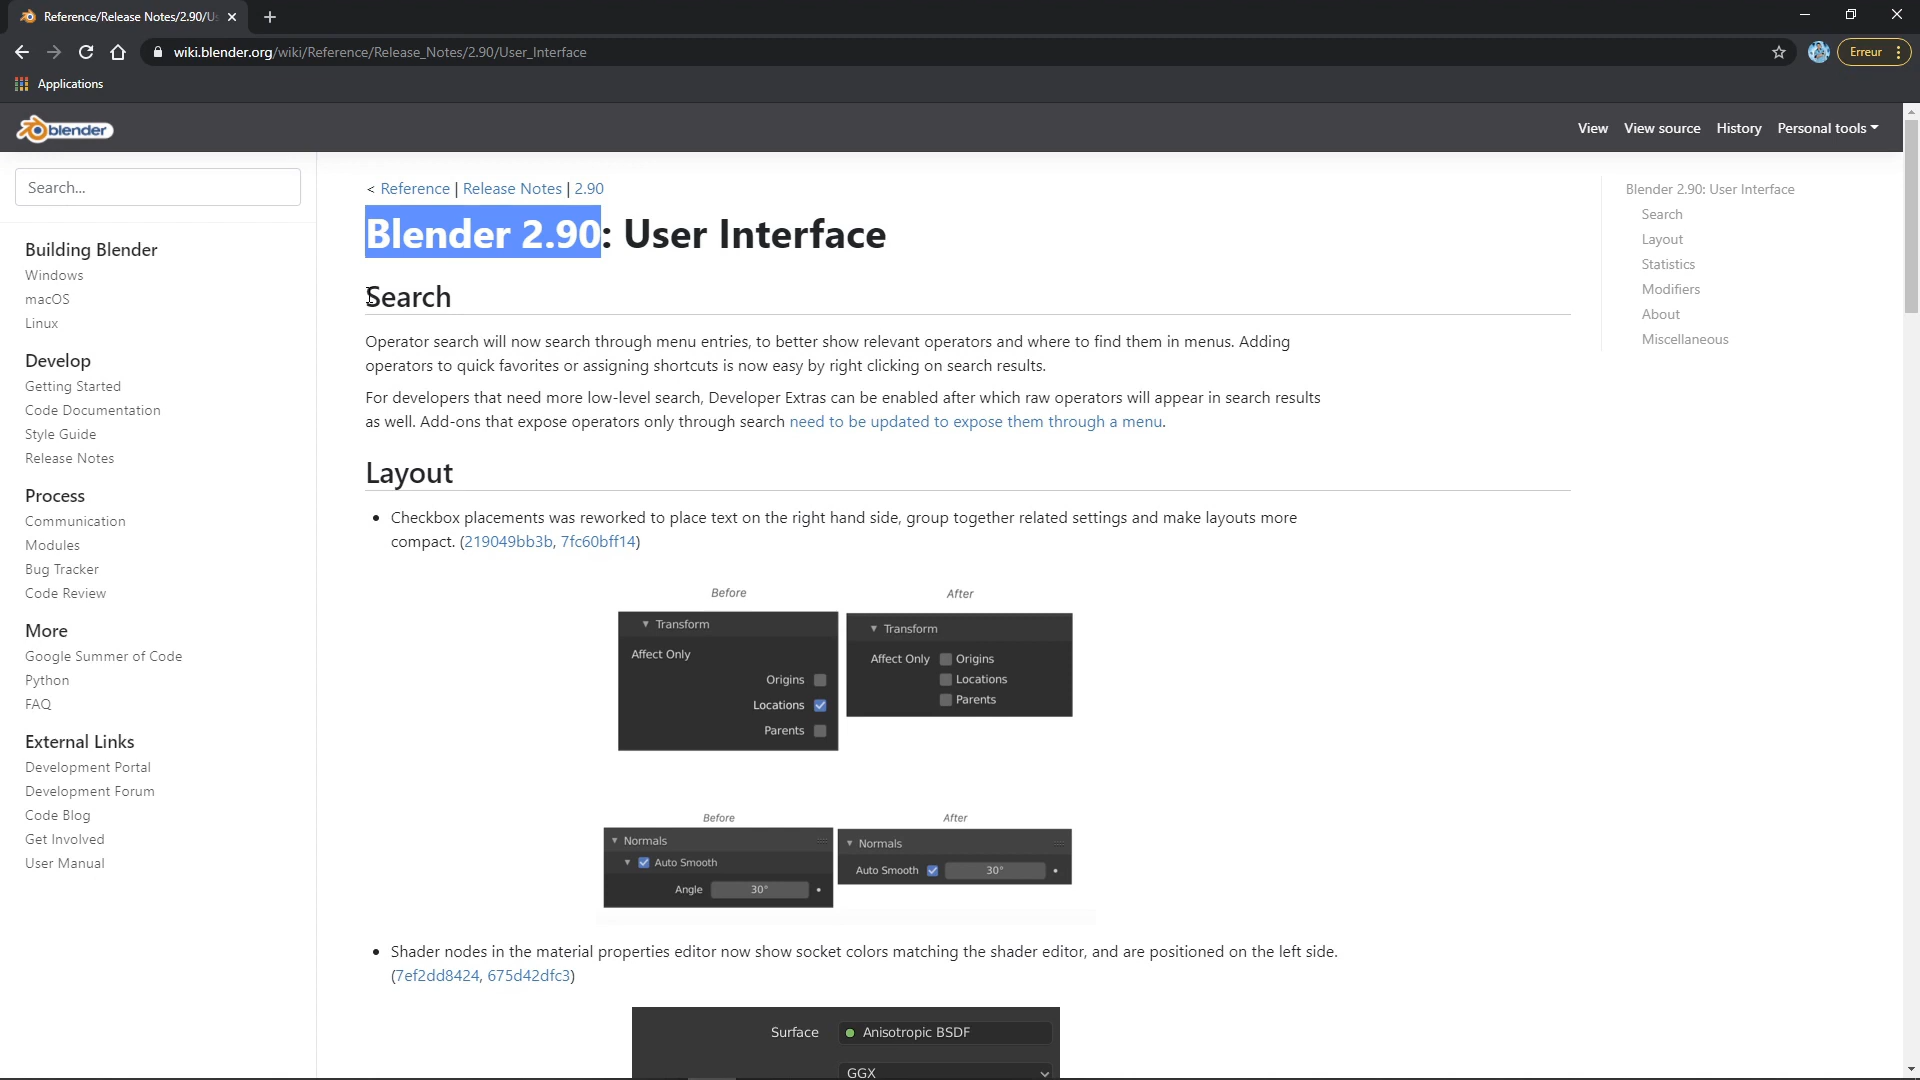 Reference/Release Notes/2.90/Us
wiki.blender.org/wiki/Reference/Release_Notes/2.90/User_Interface
Erreur
Applications
blender
View
View source
History
Personal tools
Search...
Building Blender
Windows
macOS
Linux
Develop
Getting Started
Code Documentation
Style Guide
Release Notes
Process
Communication
Modules
Bug Tracker
Code Review
More
Google Summer of Code
Python
FAQ
External Links
Development Portal
Development Forum
Code Blog
Get Involved
User Manual
< Reference | Release Notes | 2.90
Blender 2.90: User Interface
Search
Operator search will now search through menu entries, to better show relevant operators and where to find them in menus. Adding
operators to quick favorites or assigning shortcuts is now easy by right clicking on search results.
For developers that need more low-level search, Developer Extras can be enabled after which raw operators will appear in search results
as well. Add-ons that expose operators only through search need to be updated to expose them through a menu.
Layout
• Checkbox placements was reworked to place text on the right hand side, group together related settings and make layouts more
compact. (219049bb3b, 7fc60bff14)
Before
Transform
Affect Only
Origins
Locations
Parents
After
Transform
Affect Only Origins
Locations
Parents
Before
Normals
Auto Smooth
Angle 30°
After
Normals
Auto Smooth 30°
• Shader nodes in the material properties editor now show socket colors matching the shader editor, and are positioned on the left side.
(7ef2dd8424, 675d42dfc3)
Surface Anisotropic BSDF
GGX
Blender 2.90: User Interface
Search
Layout
Statistics
Modifiers
About
Miscellaneous